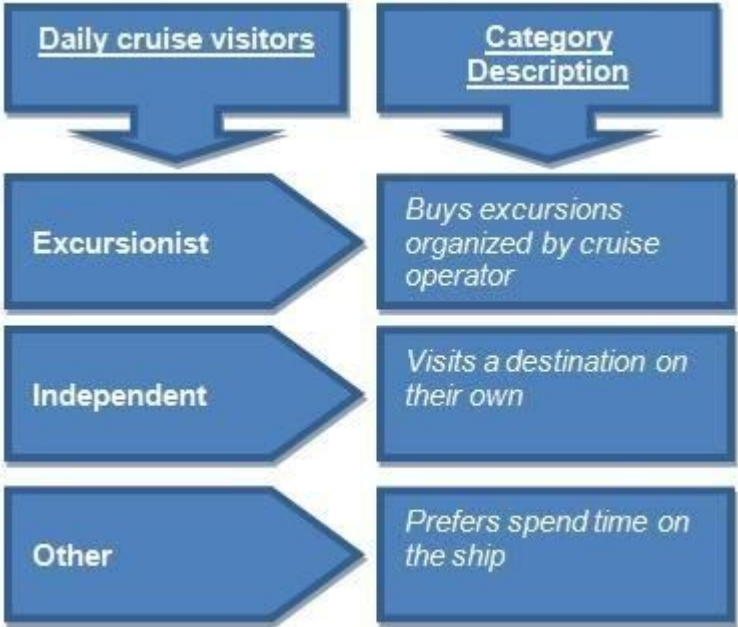 Daily cruise visitors
Category
Description
Excursionist
Buys excursions
organized by cruise
operator
Independent
Visits a destination on
their own
Other
Prefers spend time on
the ship